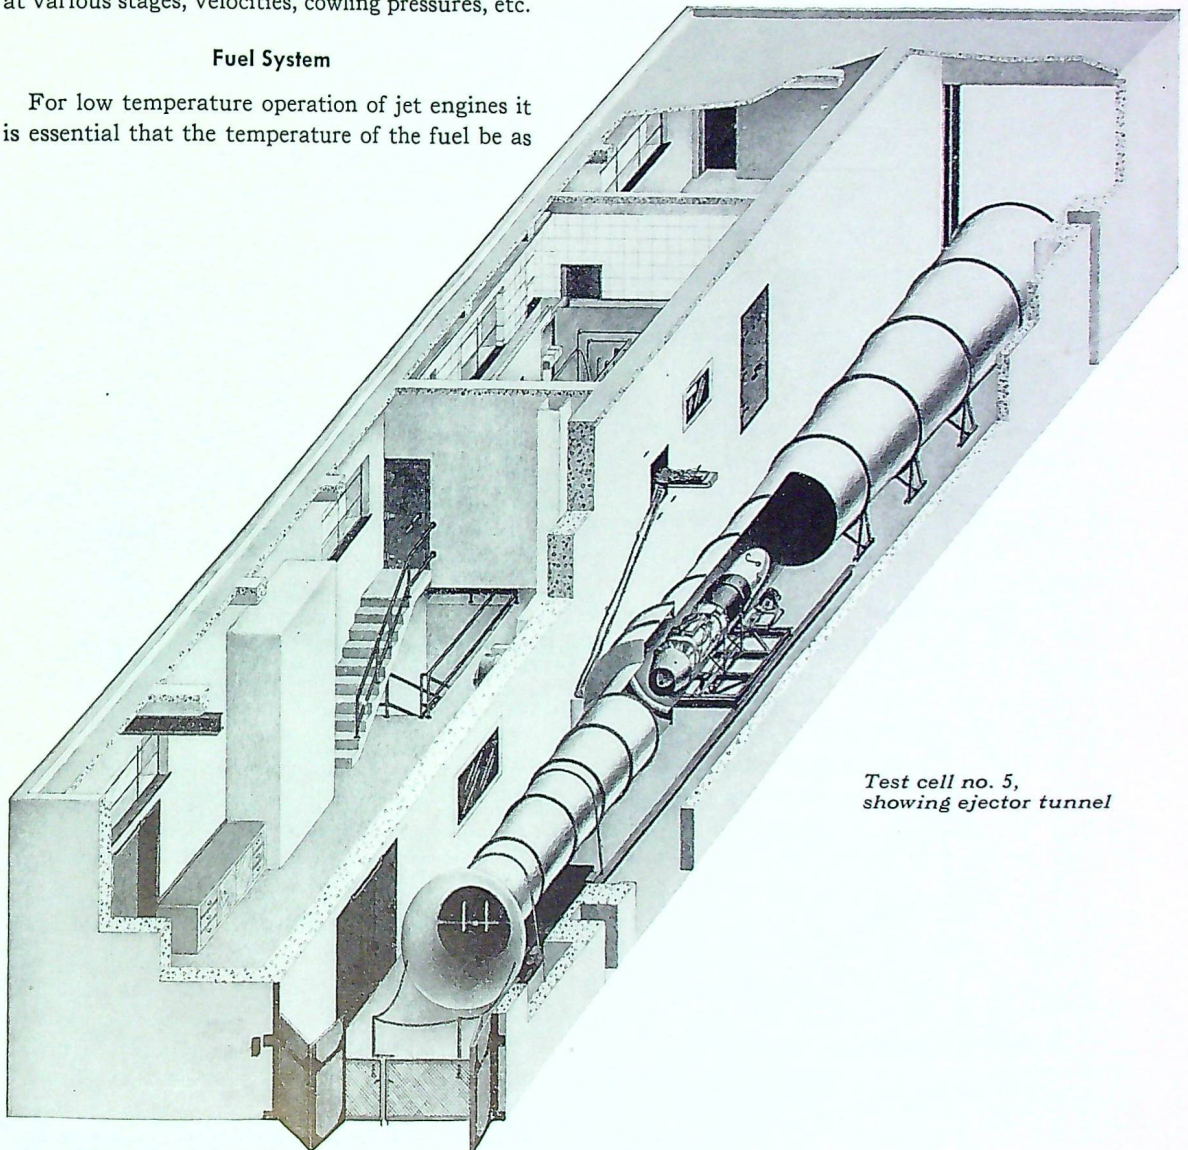 at various stages, velocities, cowling pressures, etc.
Fuel System
For low temperature operation of jet engines it
is essential that the temperature of the fuel be as
Test cell no. 5,
showing ejector tunnel